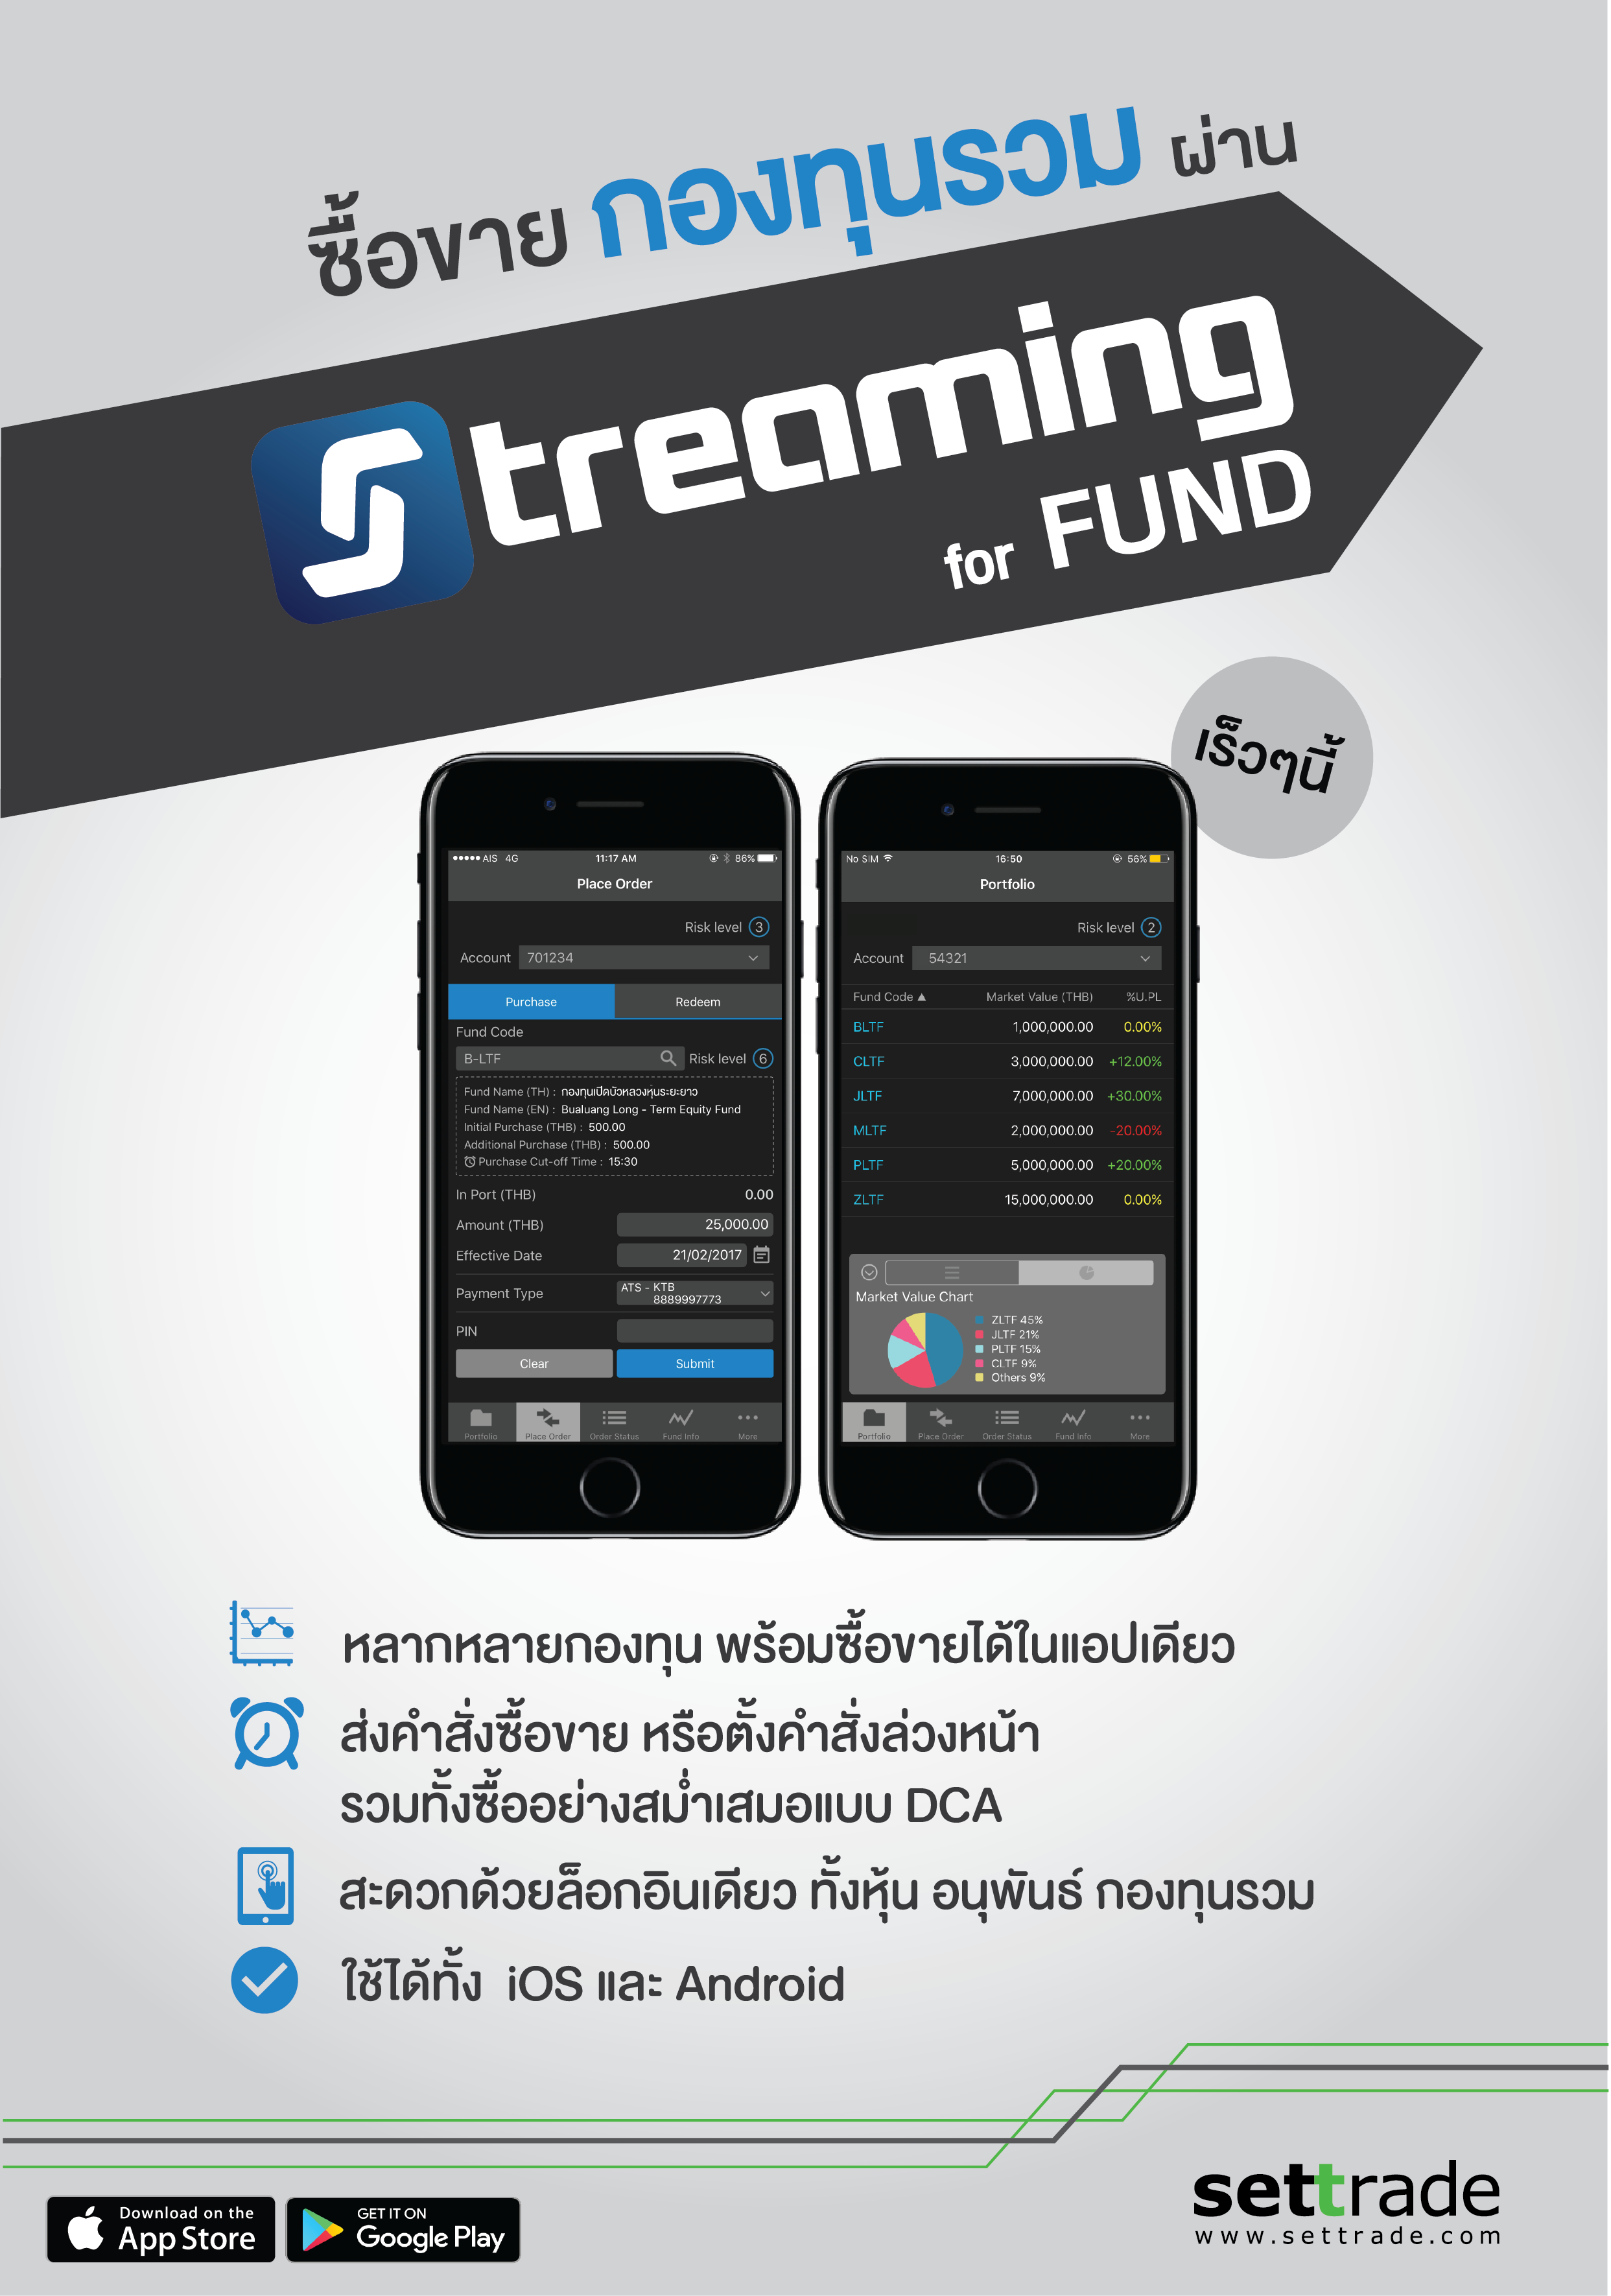 ซื้อขาย กองทุนรวม ผ่าน
Streaming
for FUND
เร็วๆนี้
AIS 4G 11:17 AM 86%
Place Order
Risk level 3
Account 701234
Purchase Redeem
Fund Code
B-LTF Risk level 6
Fund Name (TH) : กองทุนเปิดบัวหลวงหุ้นระยะยาว
Fund Name (EN) : Bualuang Long - Term Equity Fund
Initial Purchase (THB) : 500.00
Additional Purchase (THB) : 500.00
Purchase Cut-off Time : 15:30
In Port (THB) 0.00
Amount (THB) 25,000.00
Effective Date 21/02/2017
Payment Type ATS - KTB
8889997773
PIN
Clear Submit
Portfolio Place Order Order Status Fund Info More
No SIM 16:50 56%
Portfolio
Risk level 2
Account 54321
Fund Code ▲ Market Value (THB) %U.PL
BLTF 1,000,000.00 0.00%
CLTF 3,000,000.00 +12.00%
JLTF 7,000,000.00 +30.00%
MLTF 2,000,000.00 -20.00%
PLTF 5,000,000.00 +20.00%
ZLTF 15,000,000.00 0.00%
Market Value Chart
ZLTF 45%
JLTF 21%
PLTF 15%
CLTF 9%
Others 9%
Portfolio Place Order Order Status Fund Info More
หลากหลายกองทุน พร้อมซื้อขายได้ในแอปเดียว
ส่งคำสั่งซื้อขาย หรือตั้งคำสั่งล่วงหน้า
รวมทั้งซื้ออย่างสม่ำเสมอแบบ DCA
สะดวกด้วยล็อกอินเดียว ทั้งหุ้น อนุพันธ์ กองทุนรวม
ใช้ได้ทั้ง iOS และ Android
Download on the
App Store
GET IT ON
Google Play
settrade
www.settrade.com